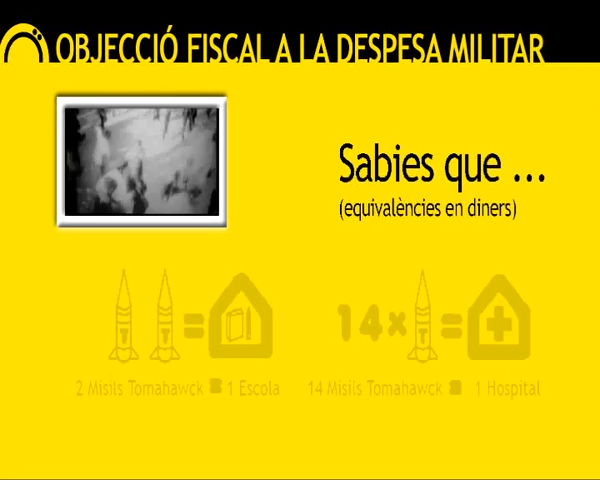 OBJECCIÓ FISCAL A LA DESPESA MILITAR
Sabies que ...
(equivalències en diners)
T T = 14× T =
2 Misils Tomahawck = 1 Escola 14 Misils Tomahawck = 1 Hospital